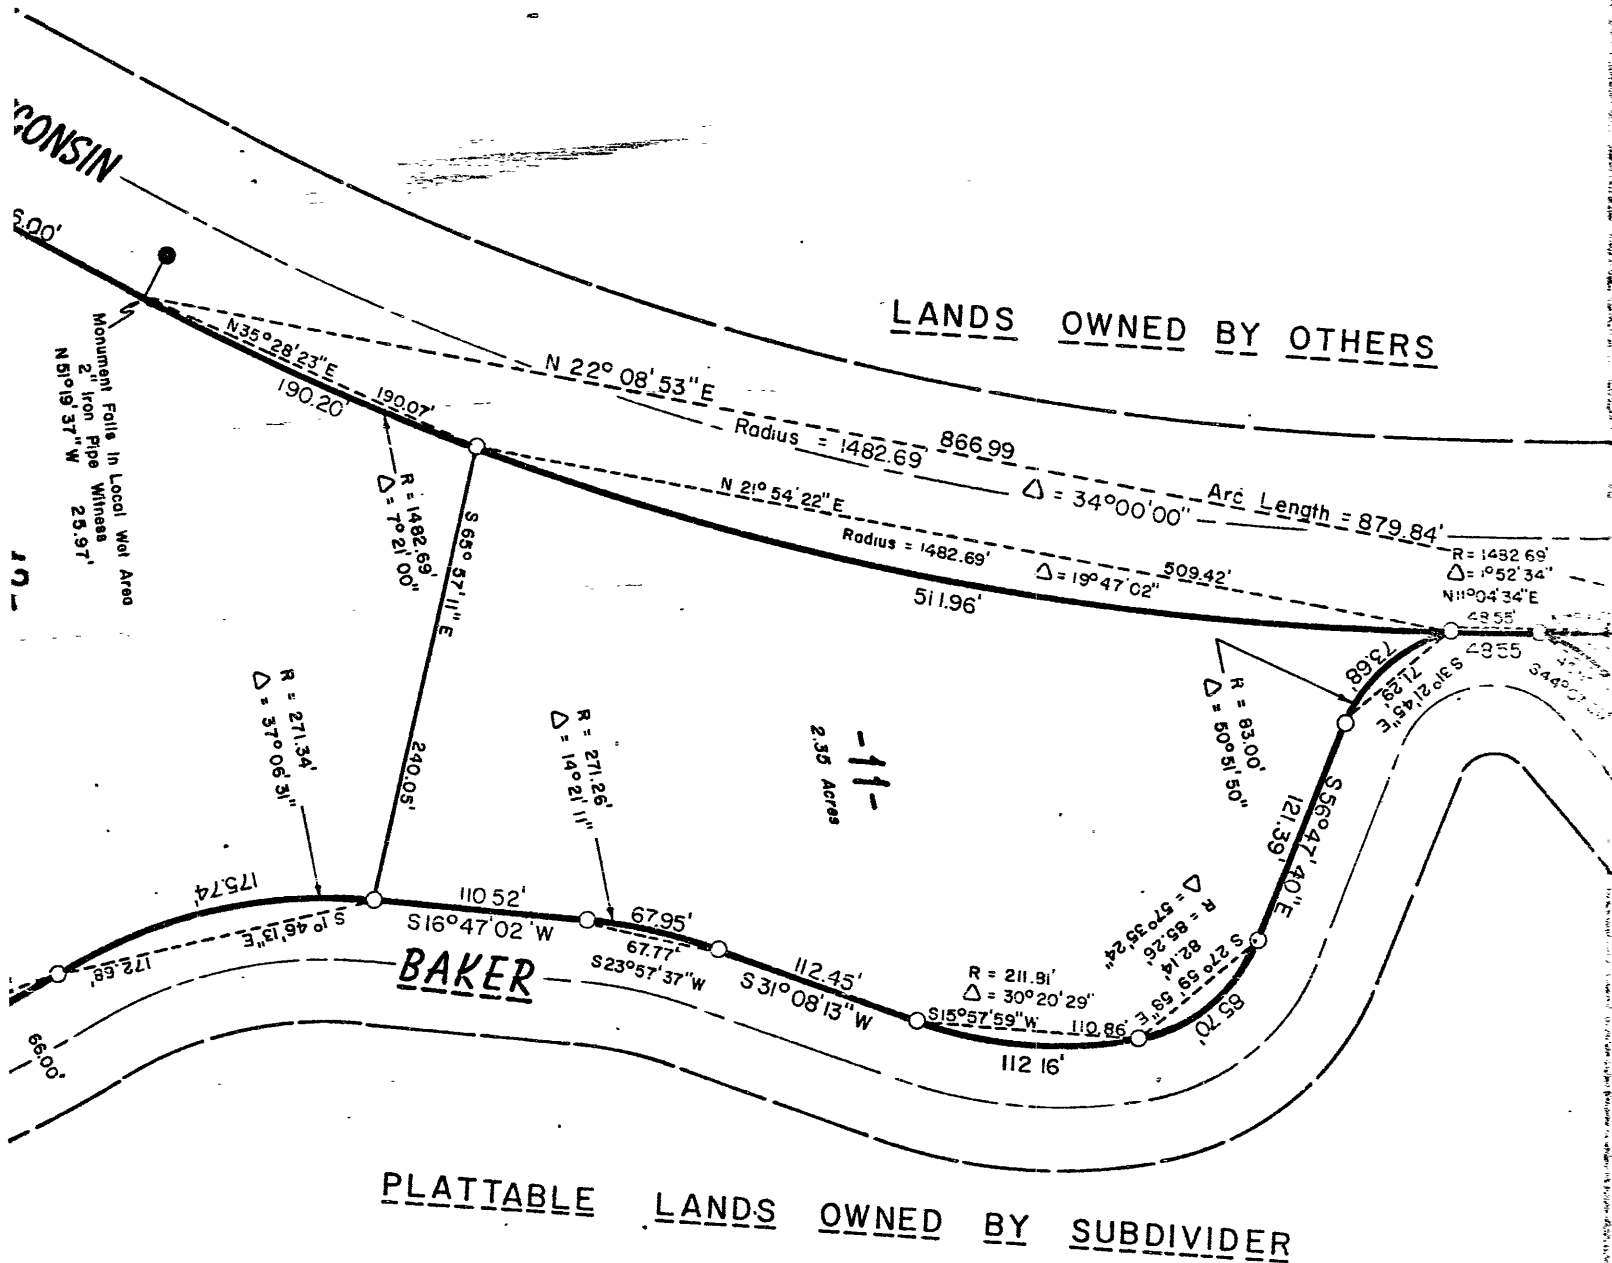 CONSIN
6.00'
LANDS OWNED BY OTHERS
N35°28'23"E
190.07'
190.20'
N 22° 08' 53" E
866.99
Radius = 1482.69
Δ = 34°00'00"
Arc Length = 879.84'
Monument Falls In Local Wet Area
2" Iron Pipe Witness
N51°19'37"W 25.97'
R = 1482.69'
Δ = 7°21'00"
N 21° 54' 22" E
509.42'
Radius = 1482.69'
Δ = 19°47'02"
511.96'
R = 1482.69'
Δ = 1°52'34"
N11°04'34"E
48.55'
48.55
S 65° 57' 11" E
240.05'
73.68'
71.29'
S31°21'45"E
R = 83.00'
Δ = 50°51'50"
-11-
2.35 Acres
R = 271.34'
Δ = 37°06'31"
R = 271.26'
Δ = 14°21'11"
S56°47'40"E
121.39'
175.74'
S 1°46'13"E
172.68'
110.52'
S16°47'02"W
67.95'
67.77'
S23°57'37"W
BAKER
112.45'
S31°08'13"W
R = 211.81'
Δ = 30°20'29"
S15°57'59"W 110.86'
112.16'
Δ = 57°35'24"
R = 85.26'
82.14'
S 27°59'59"E
85.70'
66.00'
PLATTABLE LANDS OWNED BY SUBDIVIDER